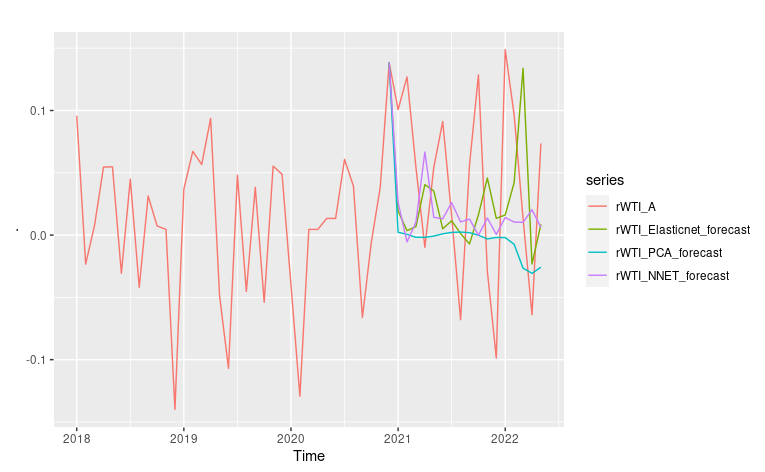 0.1
0.0
-0.1
.
2018 2019 2020 2021 2022
Time
series
rWTI_A
rWTI_Elasticnet_forecast
rWTI_PCA_forecast
rWTI_NNET_forecast